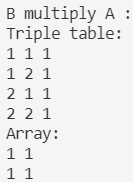 B multiply A :
Triple table:
1 1 1
1 2 1
2 1 1
2 2 1
Array:
1 1
1 1